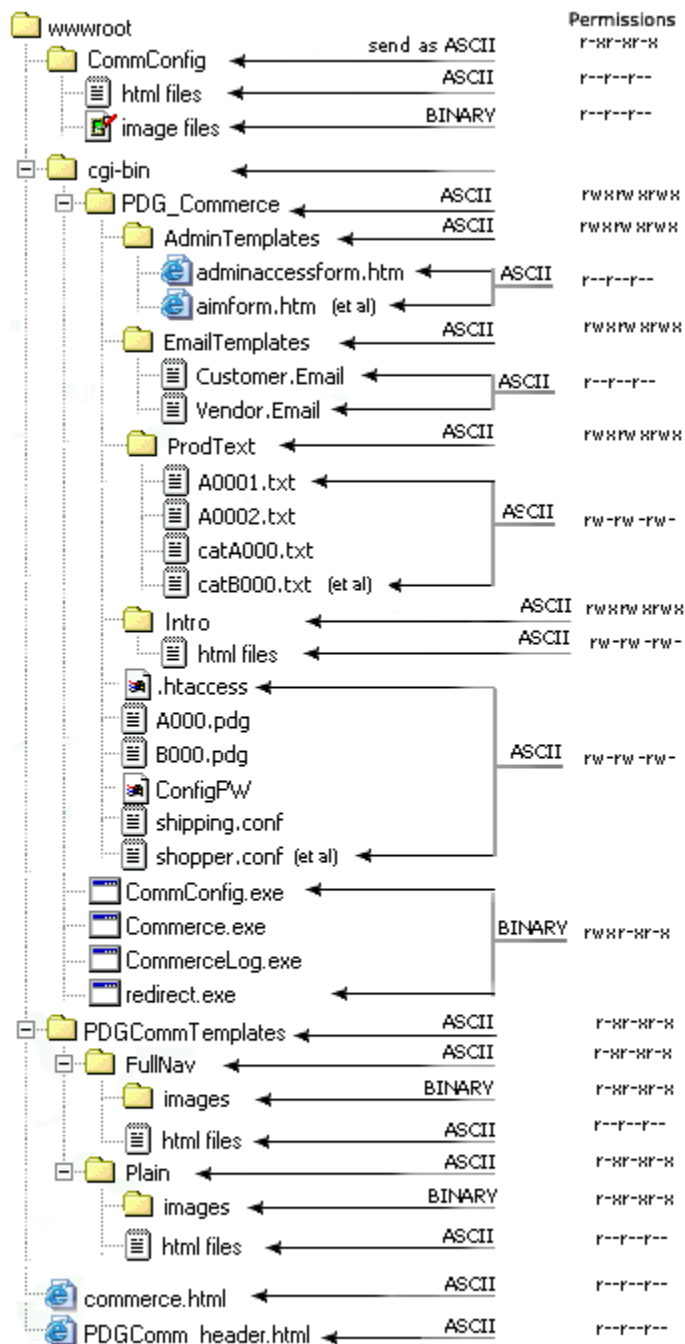 Permissions
wwwroot
send as ASCII r-xr-xr-x
CommConfig
ASCII r--r--r--
html files
BINARY r--r--r--
image files
cgi-bin
PDG_Commerce ASCII rwxrwxrwx
AdminTemplates ASCII rwxrwxrwx
adminaccessform.htm
ASCII r--r--r--
aimform.htm (et al)
EmailTemplates ASCII rwxrwxrwx
Customer.Email
ASCII r--r--r--
Vendor.Email
ProdText ASCII rwxrwxrwx
A0001.txt
A0002.txt ASCII rw-rw-rw-
catA000.txt
catB000.txt (et al)
Intro ASCII rwxrwxrwx
html files ASCII rw-rw-rw-
.htaccess
A000.pdg
B000.pdg ASCII rw-rw-rw-
ConfigPW
shipping.conf
shopper.conf (et al)
CommConfig.exe
Commerce.exe BINARY rwxr-xr-x
CommerceLog.exe
redirect.exe
PDGCommTemplates ASCII r-xr-xr-x
FullNav ASCII r-xr-xr-x
images BINARY r-xr-xr-x
html files ASCII r--r--r--
Plain ASCII r-xr-xr-x
images BINARY r-xr-xr-x
html files ASCII r--r--r--
commerce.html ASCII r--r--r--
PDGComm_header.html ASCII r--r--r--